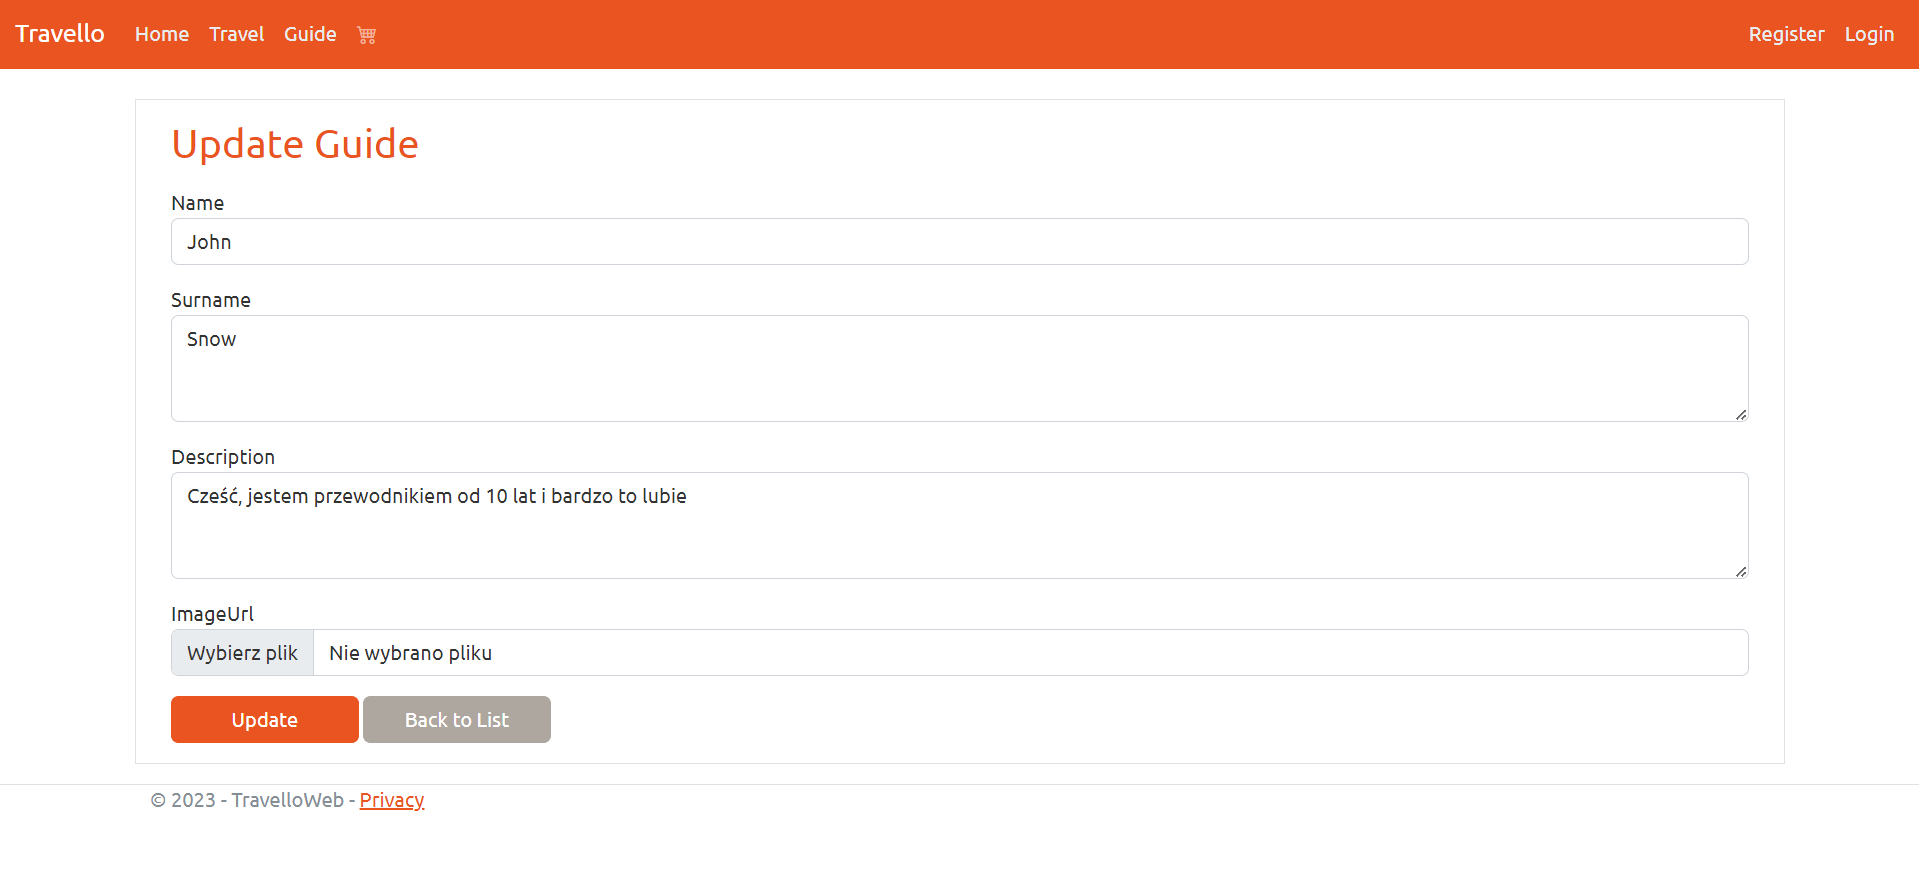 Travello Home Travel Guide Register Login
Update Guide
Name
John
Surname
Snow
Description
Cześć, jestem przewodnikiem od 10 lat i bardzo to lubie
ImageUrl
Wybierz plik Nie wybrano pliku
Update Back to List
© 2023 - TravelloWeb - Privacy